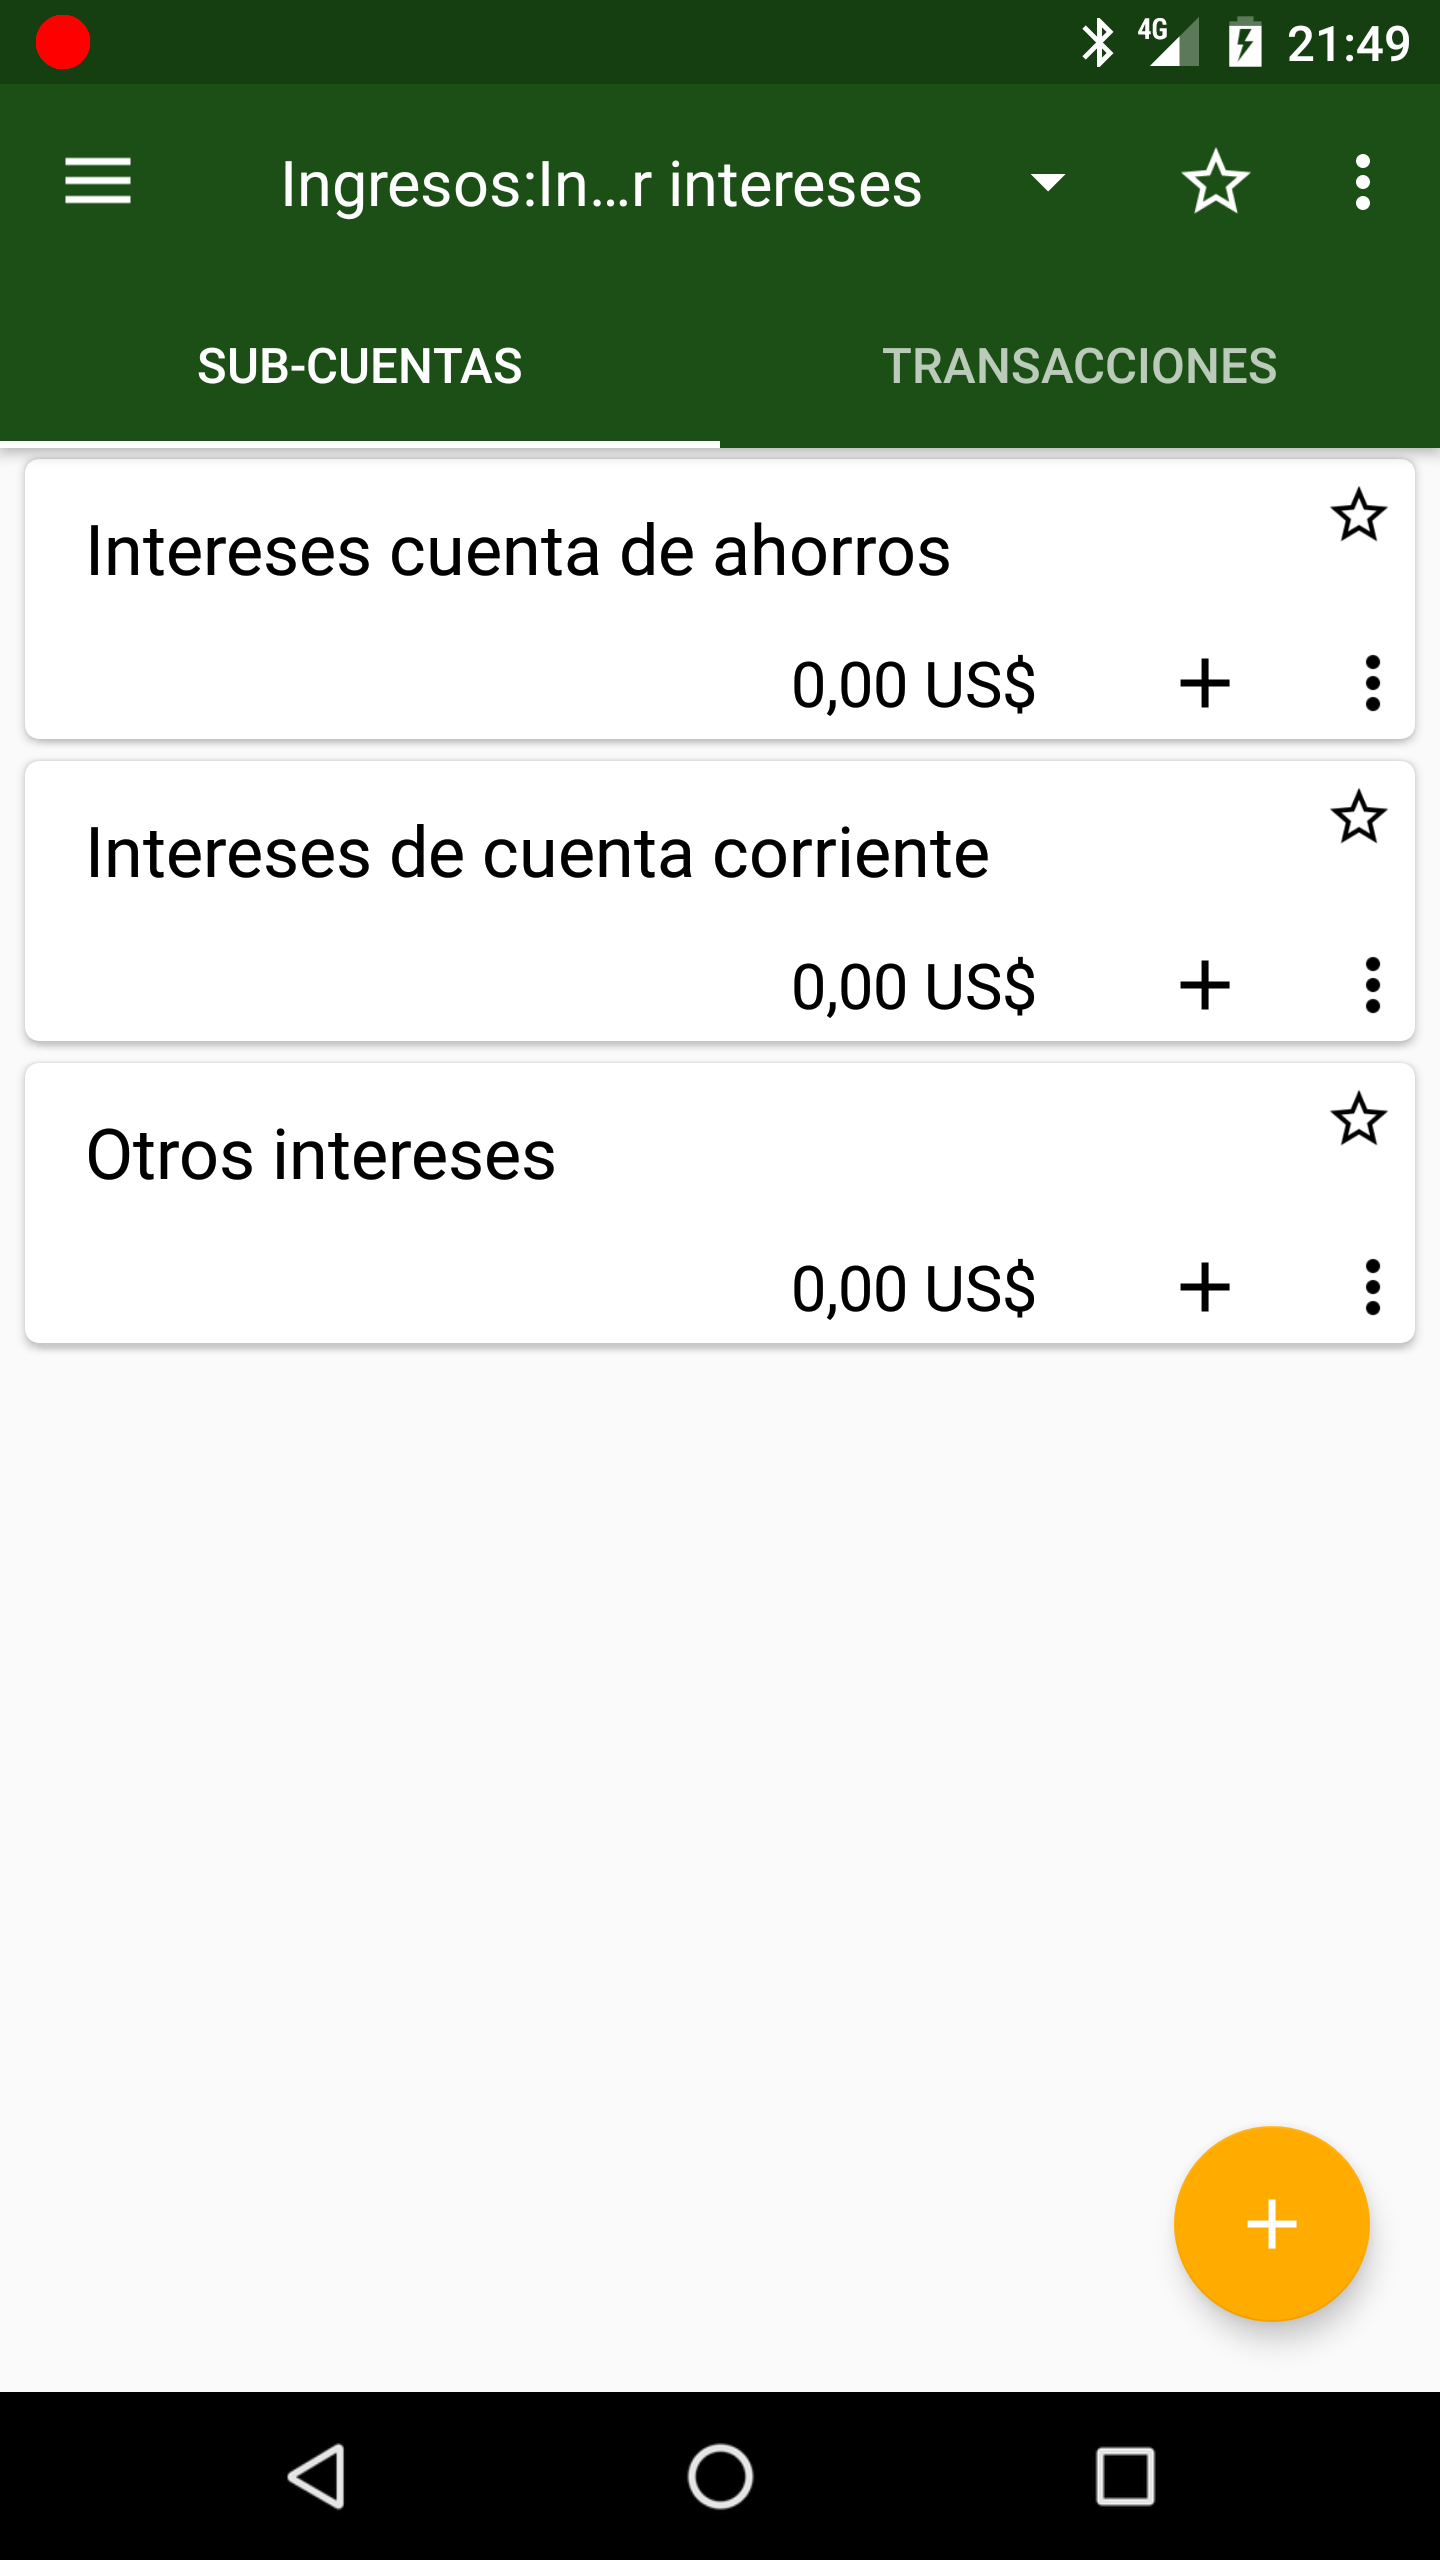 4G 21:49
Ingresos:In...r intereses
SUB-CUENTAS TRANSACCIONES
Intereses cuenta de ahorros
0,00 US$
Intereses de cuenta corriente
0,00 US$
Otros intereses
0,00 US$